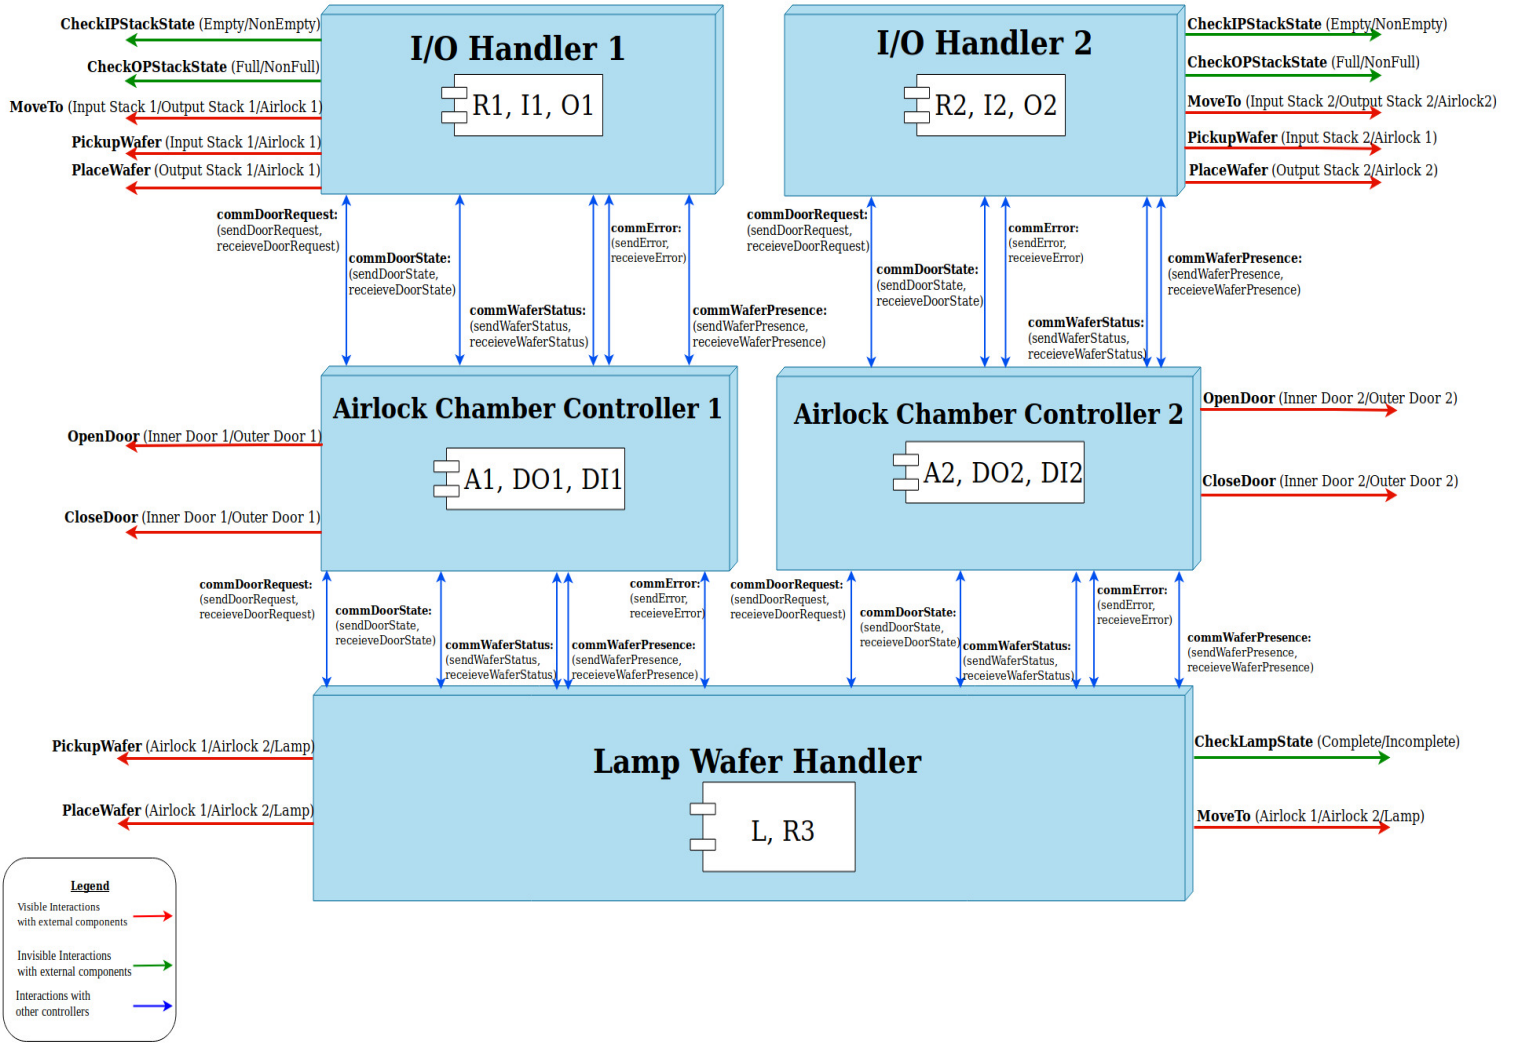 CheckIPStackState (Empty/NonEmpty)
CheckOPStackState (Full/NonFull)
MoveTo (Input Stack 1/Output Stack 1/Airlock 1)
PickupWafer (Input Stack 1/Airlock 1)
PlaceWafer (Output Stack 1/Airlock 1)
I/O Handler 1
R1, I1, O1
I/O Handler 2
R2, I2, O2
CheckIPStackState (Empty/NonEmpty)
CheckOPStackState (Full/NonFull)
MoveTo (Input Stack 2/Output Stack 2/Airlock2)
PickupWafer (Input Stack 2/Airlock 1)
PlaceWafer (Output Stack 2/Airlock 2)
commDoorRequest:
(sendDoorRequest,
receieveDoorRequest)
commDoorState:
(sendDoorState,
receieveDoorState)
commWaferStatus:
(sendWaferStatus,
receieveWaferStatus)
commError:
(sendError,
receieveError)
commWaferPresence:
(sendWaferPresence,
receieveWaferPresence)
commDoorRequest:
(sendDoorRequest,
receieveDoorRequest)
commDoorState:
(sendDoorState,
receieveDoorState)
commError:
(sendError,
receieveError)
commWaferStatus:
(sendWaferStatus,
receieveWaferStatus)
commWaferPresence:
(sendWaferPresence,
receieveWaferPresence)
OpenDoor (Inner Door 1/Outer Door 1)
CloseDoor (Inner Door 1/Outer Door 1)
Airlock Chamber Controller 1
A1, DO1, DI1
Airlock Chamber Controller 2
A2, DO2, DI2
OpenDoor (Inner Door 2/Outer Door 2)
CloseDoor (Inner Door 2/Outer Door 2)
commDoorRequest:
(sendDoorRequest,
receieveDoorRequest)
commDoorState:
(sendDoorState,
receieveDoorState)
commWaferStatus:
(sendWaferStatus,
receieveWaferStatus)
commWaferPresence:
(sendWaferPresence,
receieveWaferPresence)
commError:
(sendError,
receieveError)
commDoorRequest:
(sendDoorRequest,
receieveDoorRequest)
commDoorState:
(sendDoorState,
receieveDoorState)
commWaferStatus:
(sendWaferStatus,
receieveWaferStatus)
commError:
(sendError,
receieveError)
commWaferPresence:
(sendWaferPresence,
receieveWaferPresence)
PickupWafer (Airlock 1/Airlock 2/Lamp)
PlaceWafer (Airlock 1/Airlock 2/Lamp)
Lamp Wafer Handler
L, R3
CheckLampState (Complete/Incomplete)
MoveTo (Airlock 1/Airlock 2/Lamp)
Legend
Visible Interactions
with external components
Invisible Interactions
with external components
Interactions with
other controllers